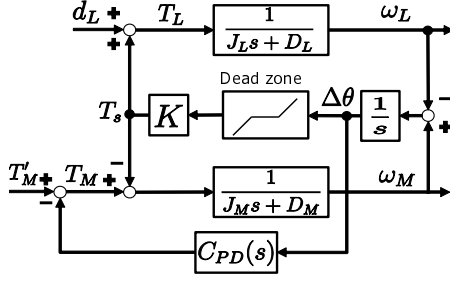 d_L + T_L 1 ω_L
+ J_L s + D_L
Dead zone −
T_s K Δθ 1 +
s
T'_M + T_M + − 1 ω_M
− J_M s + D_M
C_PD(s)